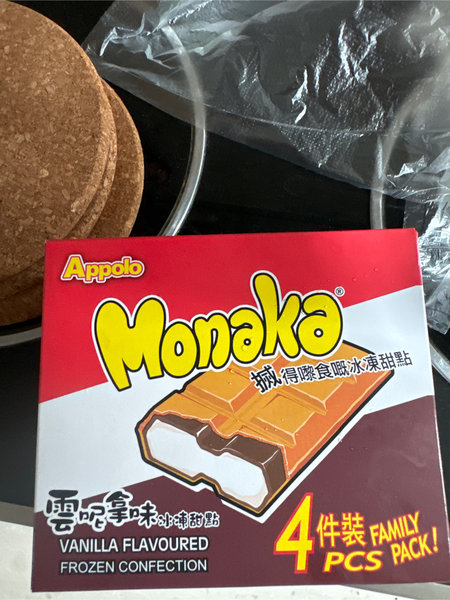 Appolo
Monaka®
搣得嚟食嘅冰凍甜點
雲呢拿味冰凍甜點
VANILLA FLAVOURED
FROZEN CONFECTION
4件裝 FAMILY
PCS PACK!